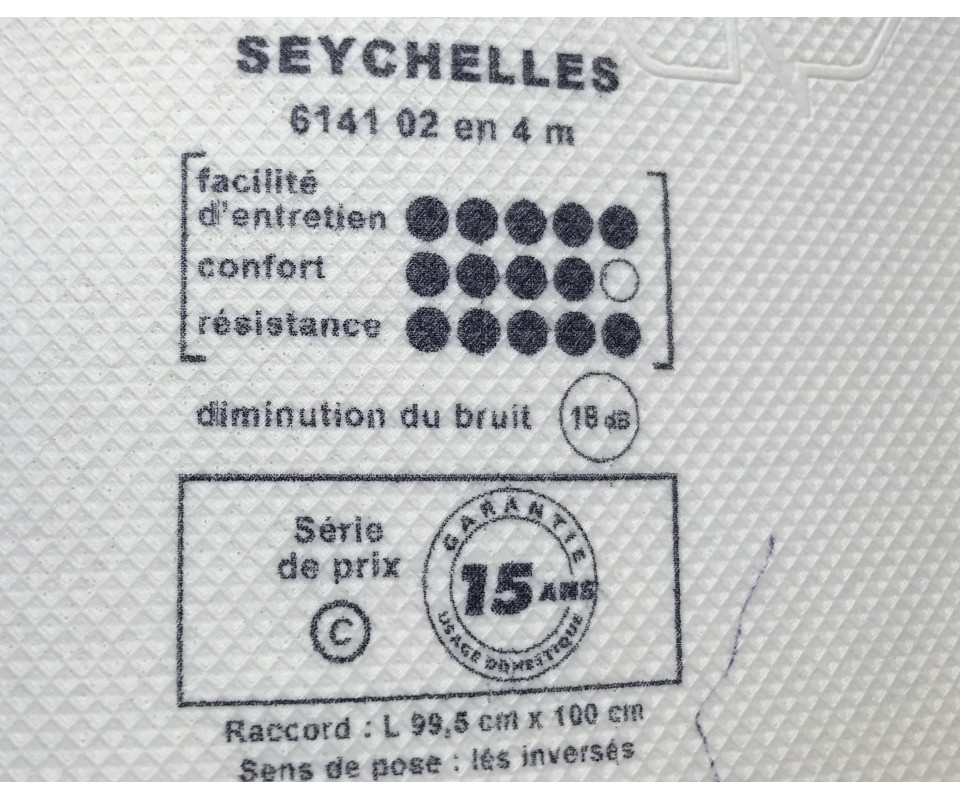 SEYCHELLES
6141 02 en 4 m
facilité
d'entretien
confort
résistance
diminution du bruit 18 dB
Série
de prix
C
GARANTIE
15 ANS
USAGE DOMESTIQUE
Raccord : L 99,5 cm x 100 cm
Sens de pose : lés inversés